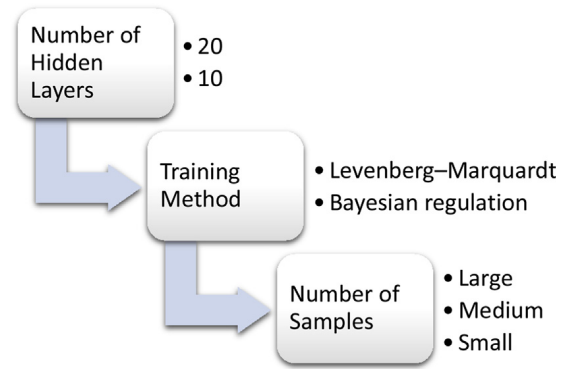 Number of
Hidden
Layers
• 20
• 10
Training
Method
• Levenberg–Marquardt
• Bayesian regulation
Number of
Samples
• Large
• Medium
• Small